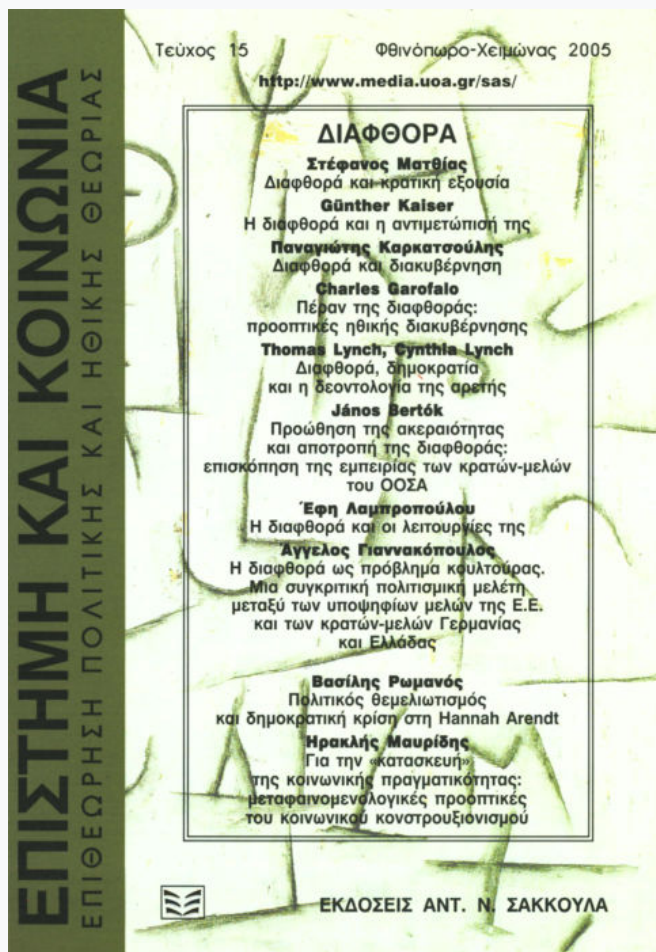 ΕΠΙΣΤΗΜΗ ΚΑΙ ΚΟΙΝΩΝΙΑ
ΕΠΙΘΕΩΡΗΣΗ ΠΟΛΙΤΙΚΗΣ ΚΑΙ ΗΘΙΚΗΣ ΘΕΩΡΙΑΣ
Τεύχος 15 Φθινόπωρο-Χειμώνας 2005
http://www.media.uoa.gr/sas/
ΔΙΑΦΘΟΡΑ
Στέφανος Ματθίας
Διαφθορά και κρατική εξουσία
Günther Kaiser
Η διαφθορά και η αντιμετώπισή της
Παναγιώτης Καρκατσούλης
Διαφθορά και διακυβέρνηση
Charles Garofalo
Πέραν της διαφθοράς:
προοπτικές ηθικής διακυβέρνησης
Thomas Lynch, Cynthia Lynch
Διαφθορά, δημοκρατία
και η δεοντολογία της αρετής
János Bertók
Προώθηση της ακεραιότητας
και αποτροπή της διαφθοράς:
επισκόπηση της εμπειρίας των κρατών-μελών
του ΟΟΣΑ
Έφη Λαμπροπούλου
Η διαφθορά και οι λειτουργίες της
Άγγελος Γιαννακόπουλος
Η διαφθορά ως πρόβλημα κουλτούρας.
Μια συγκριτική πολιτισμική μελέτη
μεταξύ των υποψηφίων μελών της Ε.Ε.
και των κρατών-μελών Γερμανίας
και Ελλάδας
Βασίλης Ρωμανός
Πολιτικός θεμελιωτισμός
και δημοκρατική κρίση στη Hannah Arendt
Ηρακλής Μαυρίδης
Για την «κατασκευή»
της κοινωνικής πραγματικότητας:
μεταφαινομενολογικές προοπτικές
του κοινωνικού κονστρουξιονισμού
ΕΚΔΟΣΕΙΣ ΑΝΤ. Ν. ΣΑΚΚΟΥΛΑ